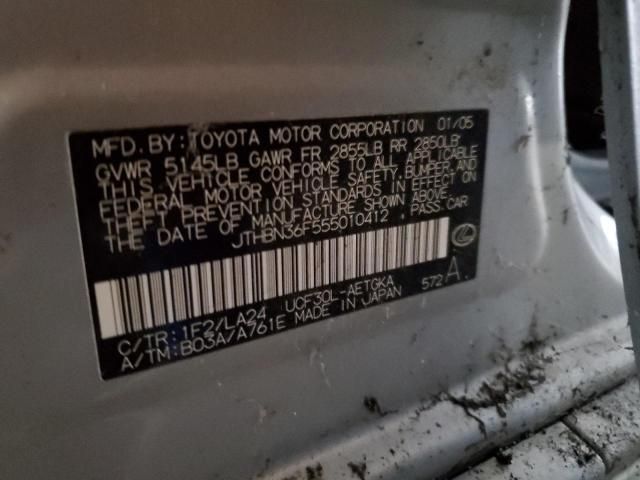 MFD. BY: TOYOTA MOTOR CORPORATION 01/05
GVWR 5145LB GAWR FR 2855LB RR 2850LB
THIS VEHICLE CONFORMS TO ALL APPLICABLE
FEDERAL MOTOR VEHICLE SAFETY, BUMPER, AND
THEFT PREVENTION STANDARDS IN EFFECT ON
THE DATE OF MANUFACTURE SHOWN ABOVE.
JTHBN36F555010412 PASS.CAR
C/TR: 1F2/LA24 UCF30L-AETGKA 572 A
A/TM: B03A/A761E MADE IN JAPAN